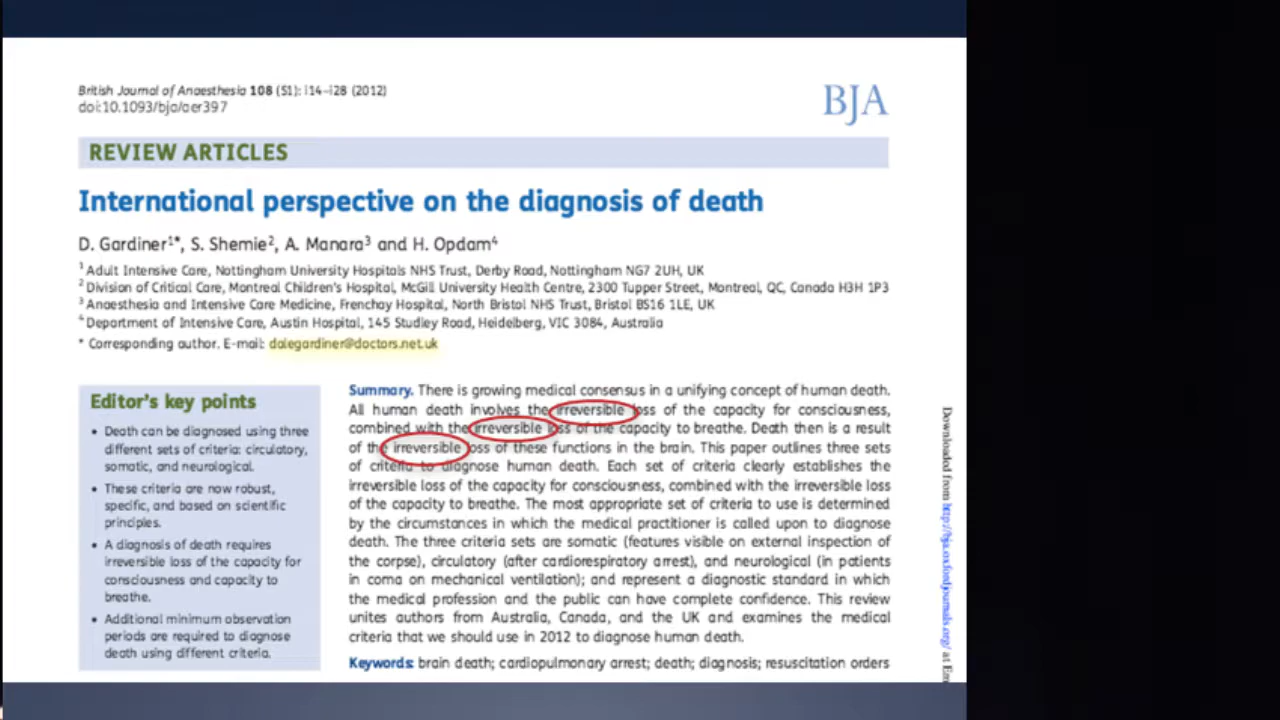 British Journal of Anaesthesia 108 (S1): i14–i28 (2012)
doi:10.1093/bja/aer397
BJA
REVIEW ARTICLES
International perspective on the diagnosis of death
D. Gardiner1*, S. Shemie2, A. Manara3 and H. Opdam4
1 Adult Intensive Care, Nottingham University Hospitals NHS Trust, Derby Road, Nottingham NG7 2UH, UK
2 Division of Critical Care, Montreal Children's Hospital, McGill University Health Centre, 2300 Tupper Street, Montreal, QC, Canada H3H 1P3
3 Anaesthesia and Intensive Care Medicine, Frenchay Hospital, North Bristol NHS Trust, Bristol BS16 1LE, UK
4 Department of Intensive Care, Austin Hospital, 145 Studley Road, Heidelberg, VIC 3084, Australia
* Corresponding author. E-mail: dalegardiner@doctors.net.uk
Editor's key points
• Death can be diagnosed using three
different sets of criteria: circulatory,
somatic, and neurological.
• These criteria are now robust,
specific, and based on scientific
principles.
• A diagnosis of death requires
irreversible loss of the capacity for
consciousness and capacity to
breathe.
• Additional minimum observation
periods are required to diagnose
death using different criteria.
Summary. There is growing medical consensus in a unifying concept of human death.
All human death involves the irreversible loss of the capacity for consciousness,
combined with the irreversible loss of the capacity to breathe. Death then is a result
of the irreversible loss of these functions in the brain. This paper outlines three sets
of criteria to diagnose human death. Each set of criteria clearly establishes the
irreversible loss of the capacity for consciousness, combined with the irreversible loss
of the capacity to breathe. The most appropriate set of criteria to use is determined
by the circumstances in which the medical practitioner is called upon to diagnose
death. The three criteria sets are somatic (features visible on external inspection of
the corpse), circulatory (after cardiorespiratory arrest), and neurological (in patients
in coma on mechanical ventilation); and represent a diagnostic standard in which
the medical profession and the public can have complete confidence. This review
unites authors from Australia, Canada, and the UK and examines the medical
criteria that we should use in 2012 to diagnose human death.
Keywords: brain death; cardiopulmonary arrest; death; diagnosis; resuscitation orders
Downloaded from http://bja.oxfordjournals.org/ at